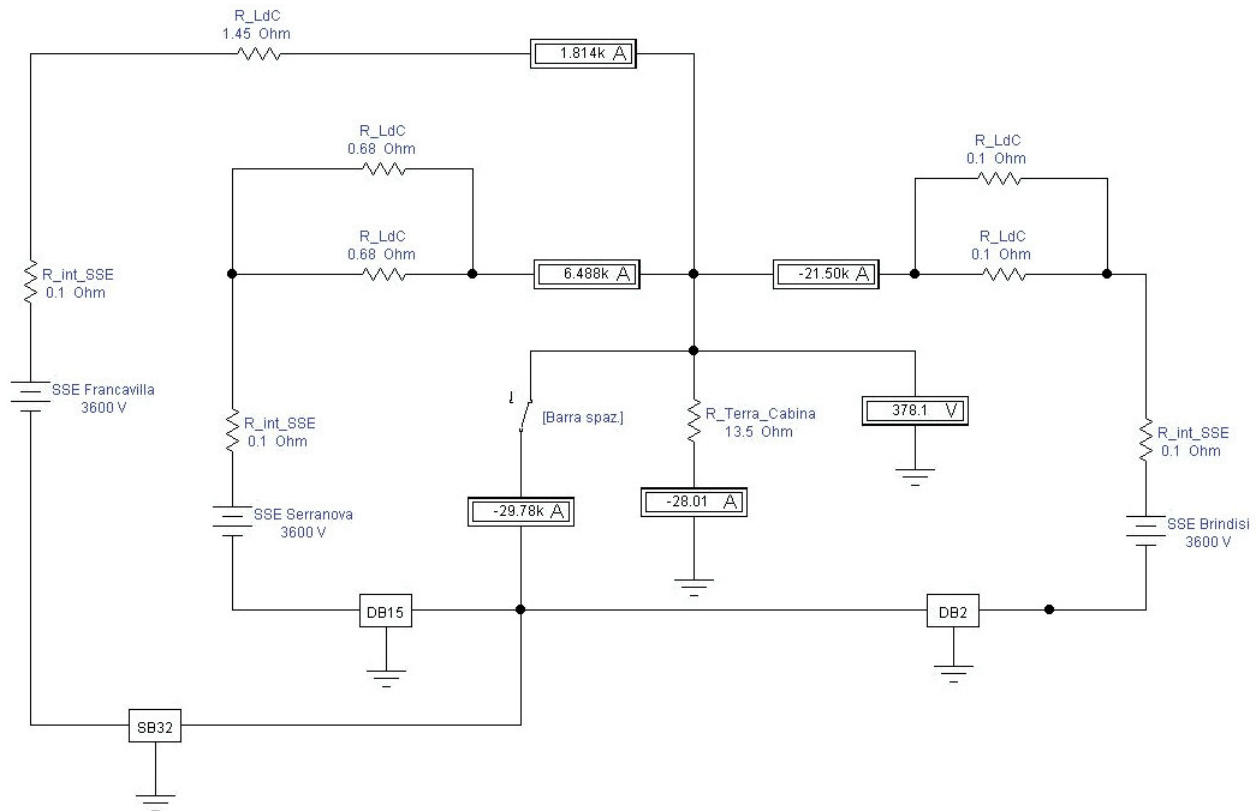 R_LdC
1.45 Ohm
1.814k A
R_LdC
0.68 Ohm
R_LdC
0.1 Ohm
R_LdC
0.68 Ohm
R_LdC
0.1 Ohm
R_int_SSE
0.1 Ohm
6.488k A
-21.50k A
SSE Francavilla
3600 V
R_int_SSE
0.1 Ohm
[Barra spaz.]
R_Terra_Cabina
13.5 Ohm
378.1 V
R_int_SSE
0.1 Ohm
SSE Serranova
3600 V
-29.78k A
-28.01 A
SSE Brindisi
3600 V
DB15
DB2
SB32